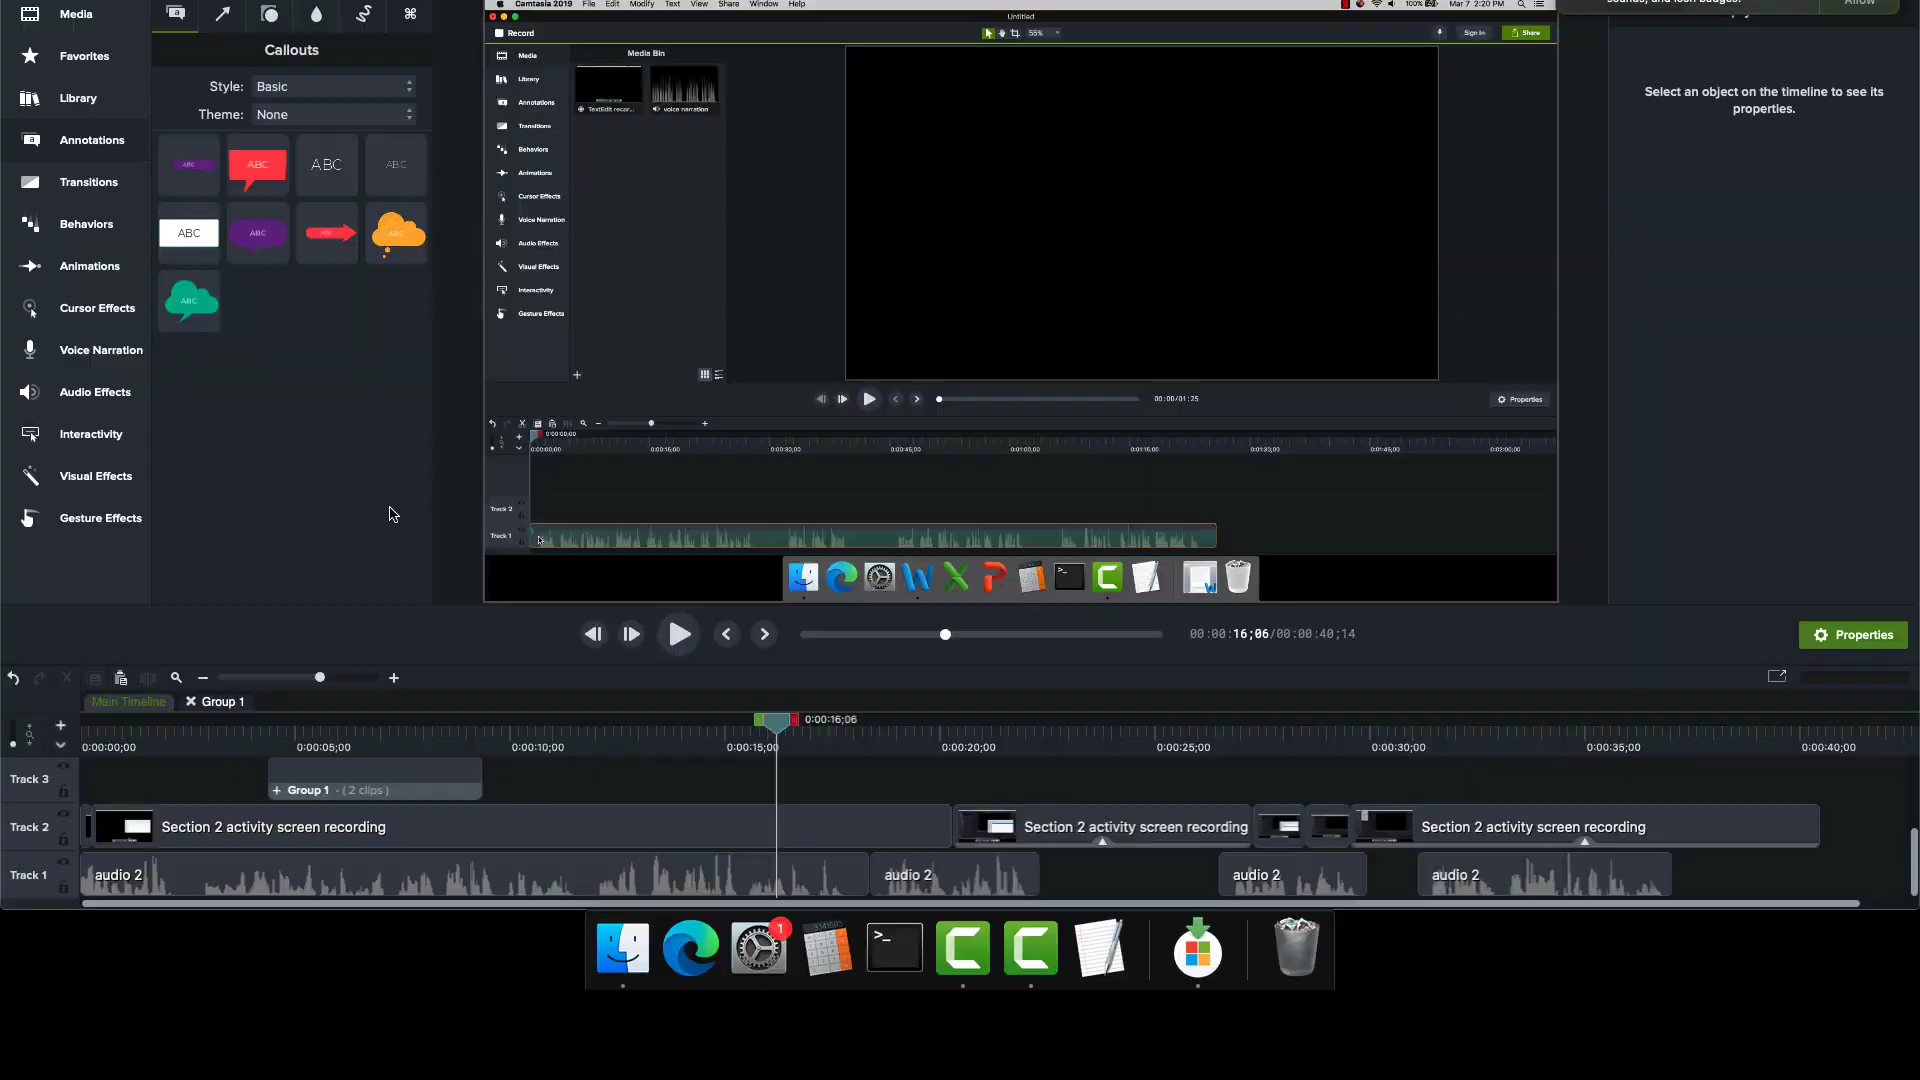 Media
Favorites
Library
Annotations
Transitions
Behaviors
Animations
Cursor Effects
Voice Narration
Audio Effects
Interactivity
Visual Effects
Gesture Effects
Callouts
Style: Basic
Theme: None
ABC
ABC
ABC
ABC
ABC
ABC
ABC
ABC
ABC
Camtasia 2019 File Edit Modify Text View Share Window Help
100% Mar 7 2:20 PM
Untitled
Record
55%
Sign In
Share
Media
Library
Annotations
Transitions
Behaviors
Animations
Cursor Effects
Voice Narration
Audio Effects
Visual Effects
Interactivity
Gesture Effects
Media Bin
TextEdit recor...
voice narration
00:00/01:25
Properties
0:00:00;00
0:00:00;00 0:00:15;00 0:00:30;00 0:00:45;00 0:01:00;00 0:01:15;00 0:01:30;00 0:01:45;00 0:02:00;00
Track 2
Track 1
sounds, and icon badges.
Allow
Select an object on the timeline to see its
properties.
00:00:16;06/00:00:40;14
Properties
Main Timeline
Group 1
0:00:16;06
0:00:00;00 0:00:05;00 0:00:10;00 0:00:15;00 0:00:20;00 0:00:25;00 0:00:30;00 0:00:35;00 0:00:40;00
Track 3
+ Group 1 - ( 2 clips )
Track 2
Section 2 activity screen recording
Section 2 activity screen recording
Section 2 activity screen recording
Track 1
audio 2
audio 2
audio 2
audio 2
1